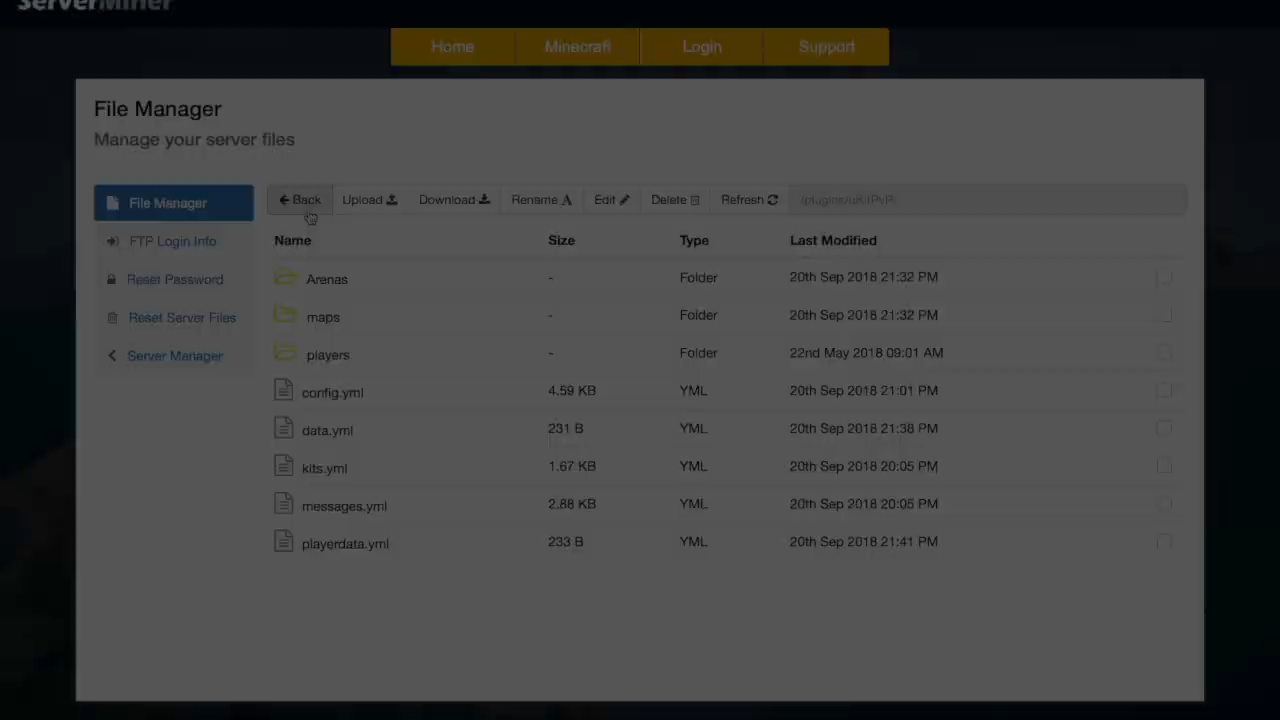 ServerMiner
Home Minecraft Login Support
File Manager
Manage your server files
File Manager
FTP Login Info
Reset Password
Reset Server Files
Server Manager
Back Upload Download Rename Edit Delete Refresh
Name Size Type Last Modified
Arenas - Folder 20th Sep 2018 21:32 PM
maps - Folder 20th Sep 2018 21:32 PM
players - Folder 22nd May 2018 09:01 AM
config.yml 4.59 KB YML 20th Sep 2018 21:01 PM
data.yml 231 B YML 20th Sep 2018 21:38 PM
kits.yml 1.67 KB YML 20th Sep 2018 20:05 PM
messages.yml 2.88 KB YML 20th Sep 2018 20:05 PM
playerdata.yml 233 B YML 20th Sep 2018 21:41 PM